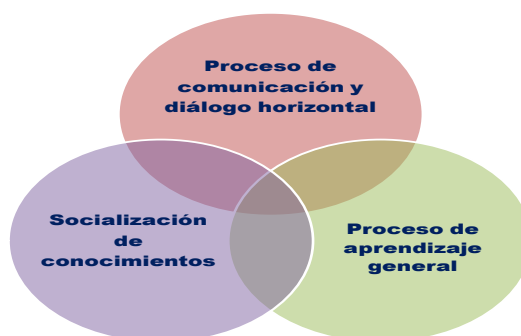 Proceso de
comunicación y
diálogo horizontal
Socialización
de
conocimientos
Proceso de
aprendizaje
general